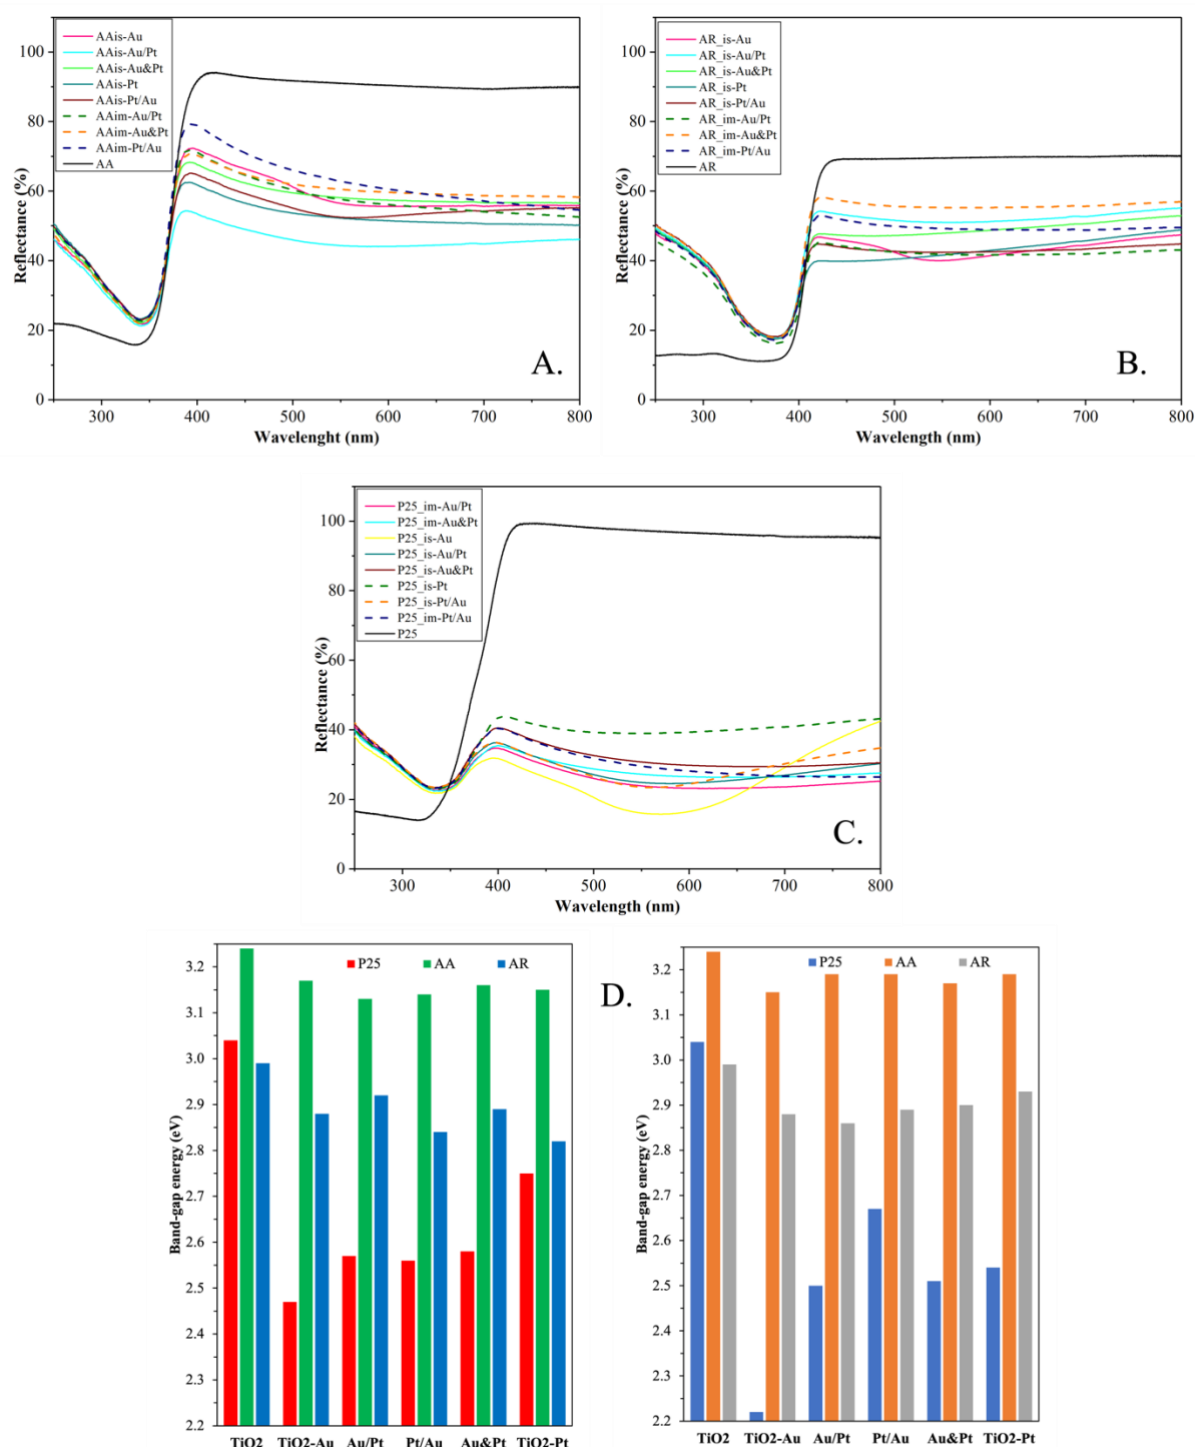 100
80
60
40
20
0
Reflectance (%)
AAis-Au
AAis-Au/Pt
AAis-Au&Pt
AAis-Pt
AAis-Pt/Au
AAim-Au/Pt
AAim-Au&Pt
AAim-Pt/Au
AA
A.
300 400 500 600 700 800
Wavelenght (nm)
100
80
60
40
20
0
Reflectance (%)
AR_is-Au
AR_is-Au/Pt
AR_is-Au&Pt
AR_is-Pt
AR_is-Pt/Au
AR_im-Au/Pt
AR_im-Au&Pt
AR_im-Pt/Au
AR
B.
300 400 500 600 700 800
Wavelength (nm)
100
80
60
40
20
0
Reflectance (%)
P25_im-Au/Pt
P25_im-Au&Pt
P25_is-Au
P25_is-Au/Pt
P25_is-Au&Pt
P25_is-Pt
P25_is-Pt/Au
P25_im-Pt/Au
P25
C.
300 400 500 600 700 800
Wavelength (nm)
D.
P25 AA AR
3.2
3.1
3.0
2.9
2.8
2.7
2.6
2.5
2.4
2.3
2.2
Band-gap energy (eV)
TiO2 TiO2-Au Au/Pt Pt/Au Au&Pt TiO2-Pt
P25 AA AR
3.2
3.1
3.0
2.9
2.8
2.7
2.6
2.5
2.4
2.3
2.2
Band-gap energy (eV)
TiO2 TiO2-Au Au/Pt Pt/Au Au&Pt TiO2-Pt